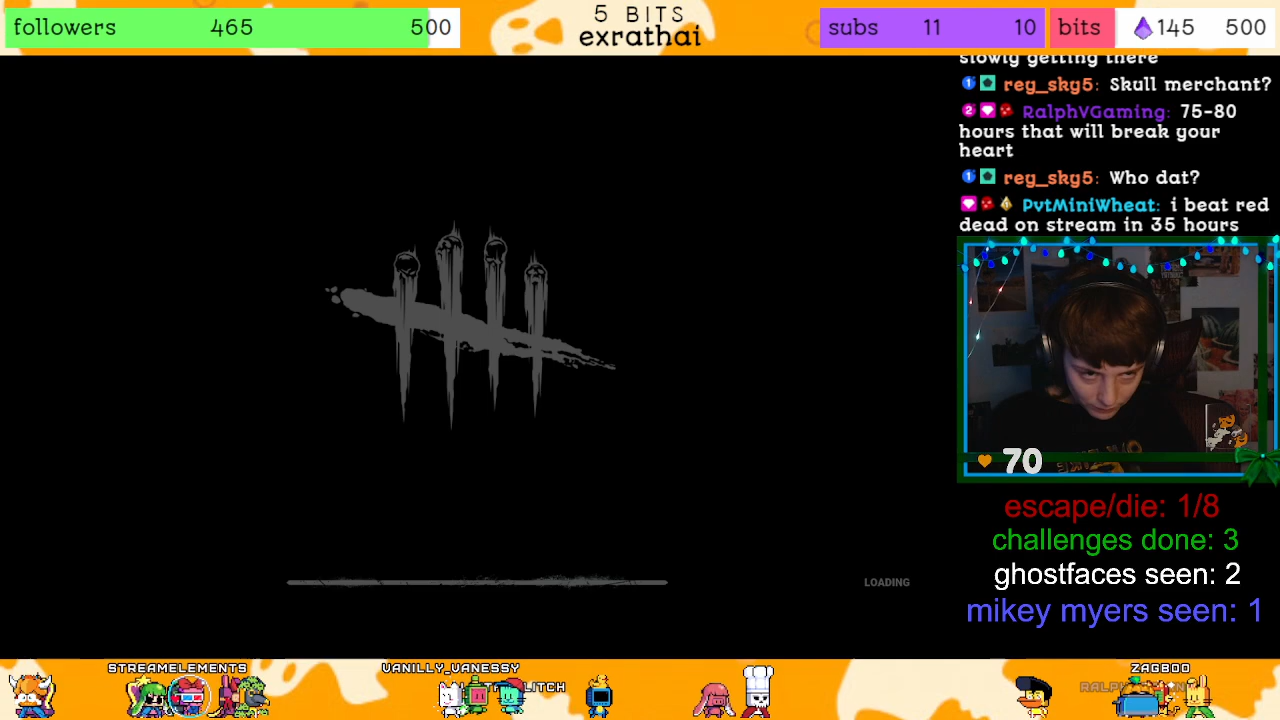 followers 465 500
5 BITS
exrathai
subs 11 10
bits 145 500
slowly getting there
reg_sky5: Skull merchant?
RalphVGaming: 75-80
hours that will break your
heart
reg_sky5: Who dat?
PvtMiniWheat: i beat red
dead on stream in 35 hours
70
escape/die: 1/8
challenges done: 3
ghostfaces seen: 2
mikey myers seen: 1
LOADING
STREAMELEMENTS
VANILLY_VANESSY
ZAGBOO